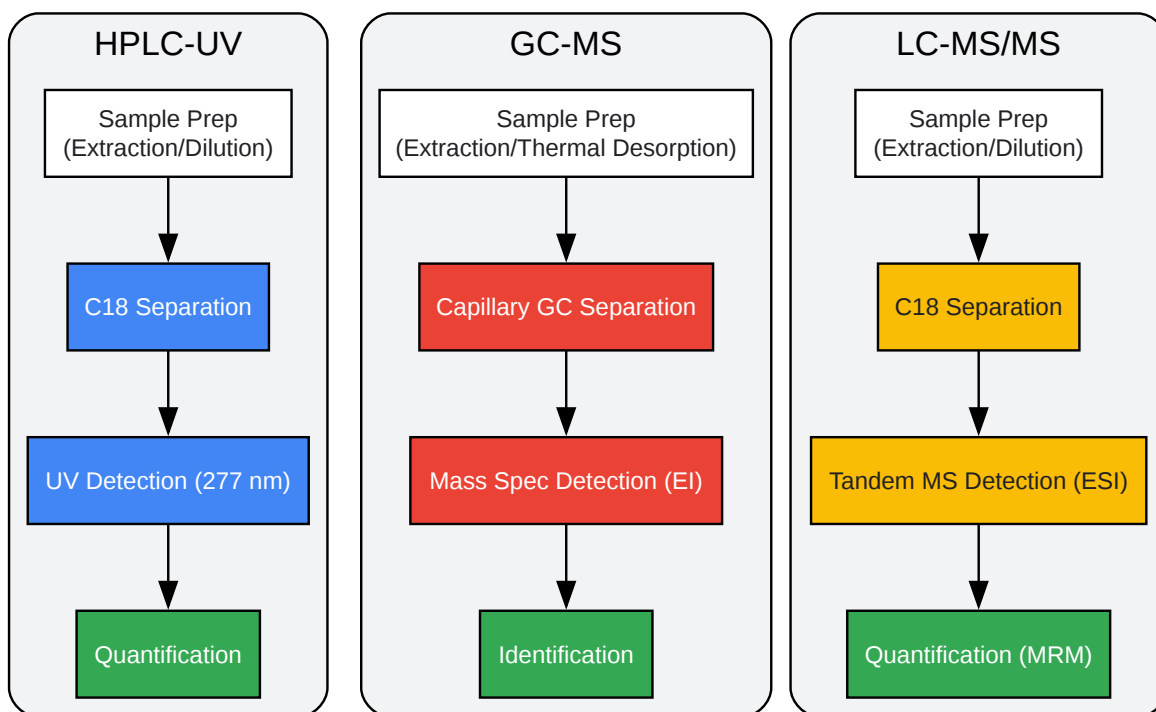 HPLC-UV
Sample Prep
(Extraction/Dilution)
C18 Separation
UV Detection (277 nm)
Quantification
GC-MS
Sample Prep
(Extraction/Thermal Desorption)
Capillary GC Separation
Mass Spec Detection (EI)
Identification
LC-MS/MS
Sample Prep
(Extraction/Dilution)
C18 Separation
Tandem MS Detection (ESI)
Quantification (MRM)